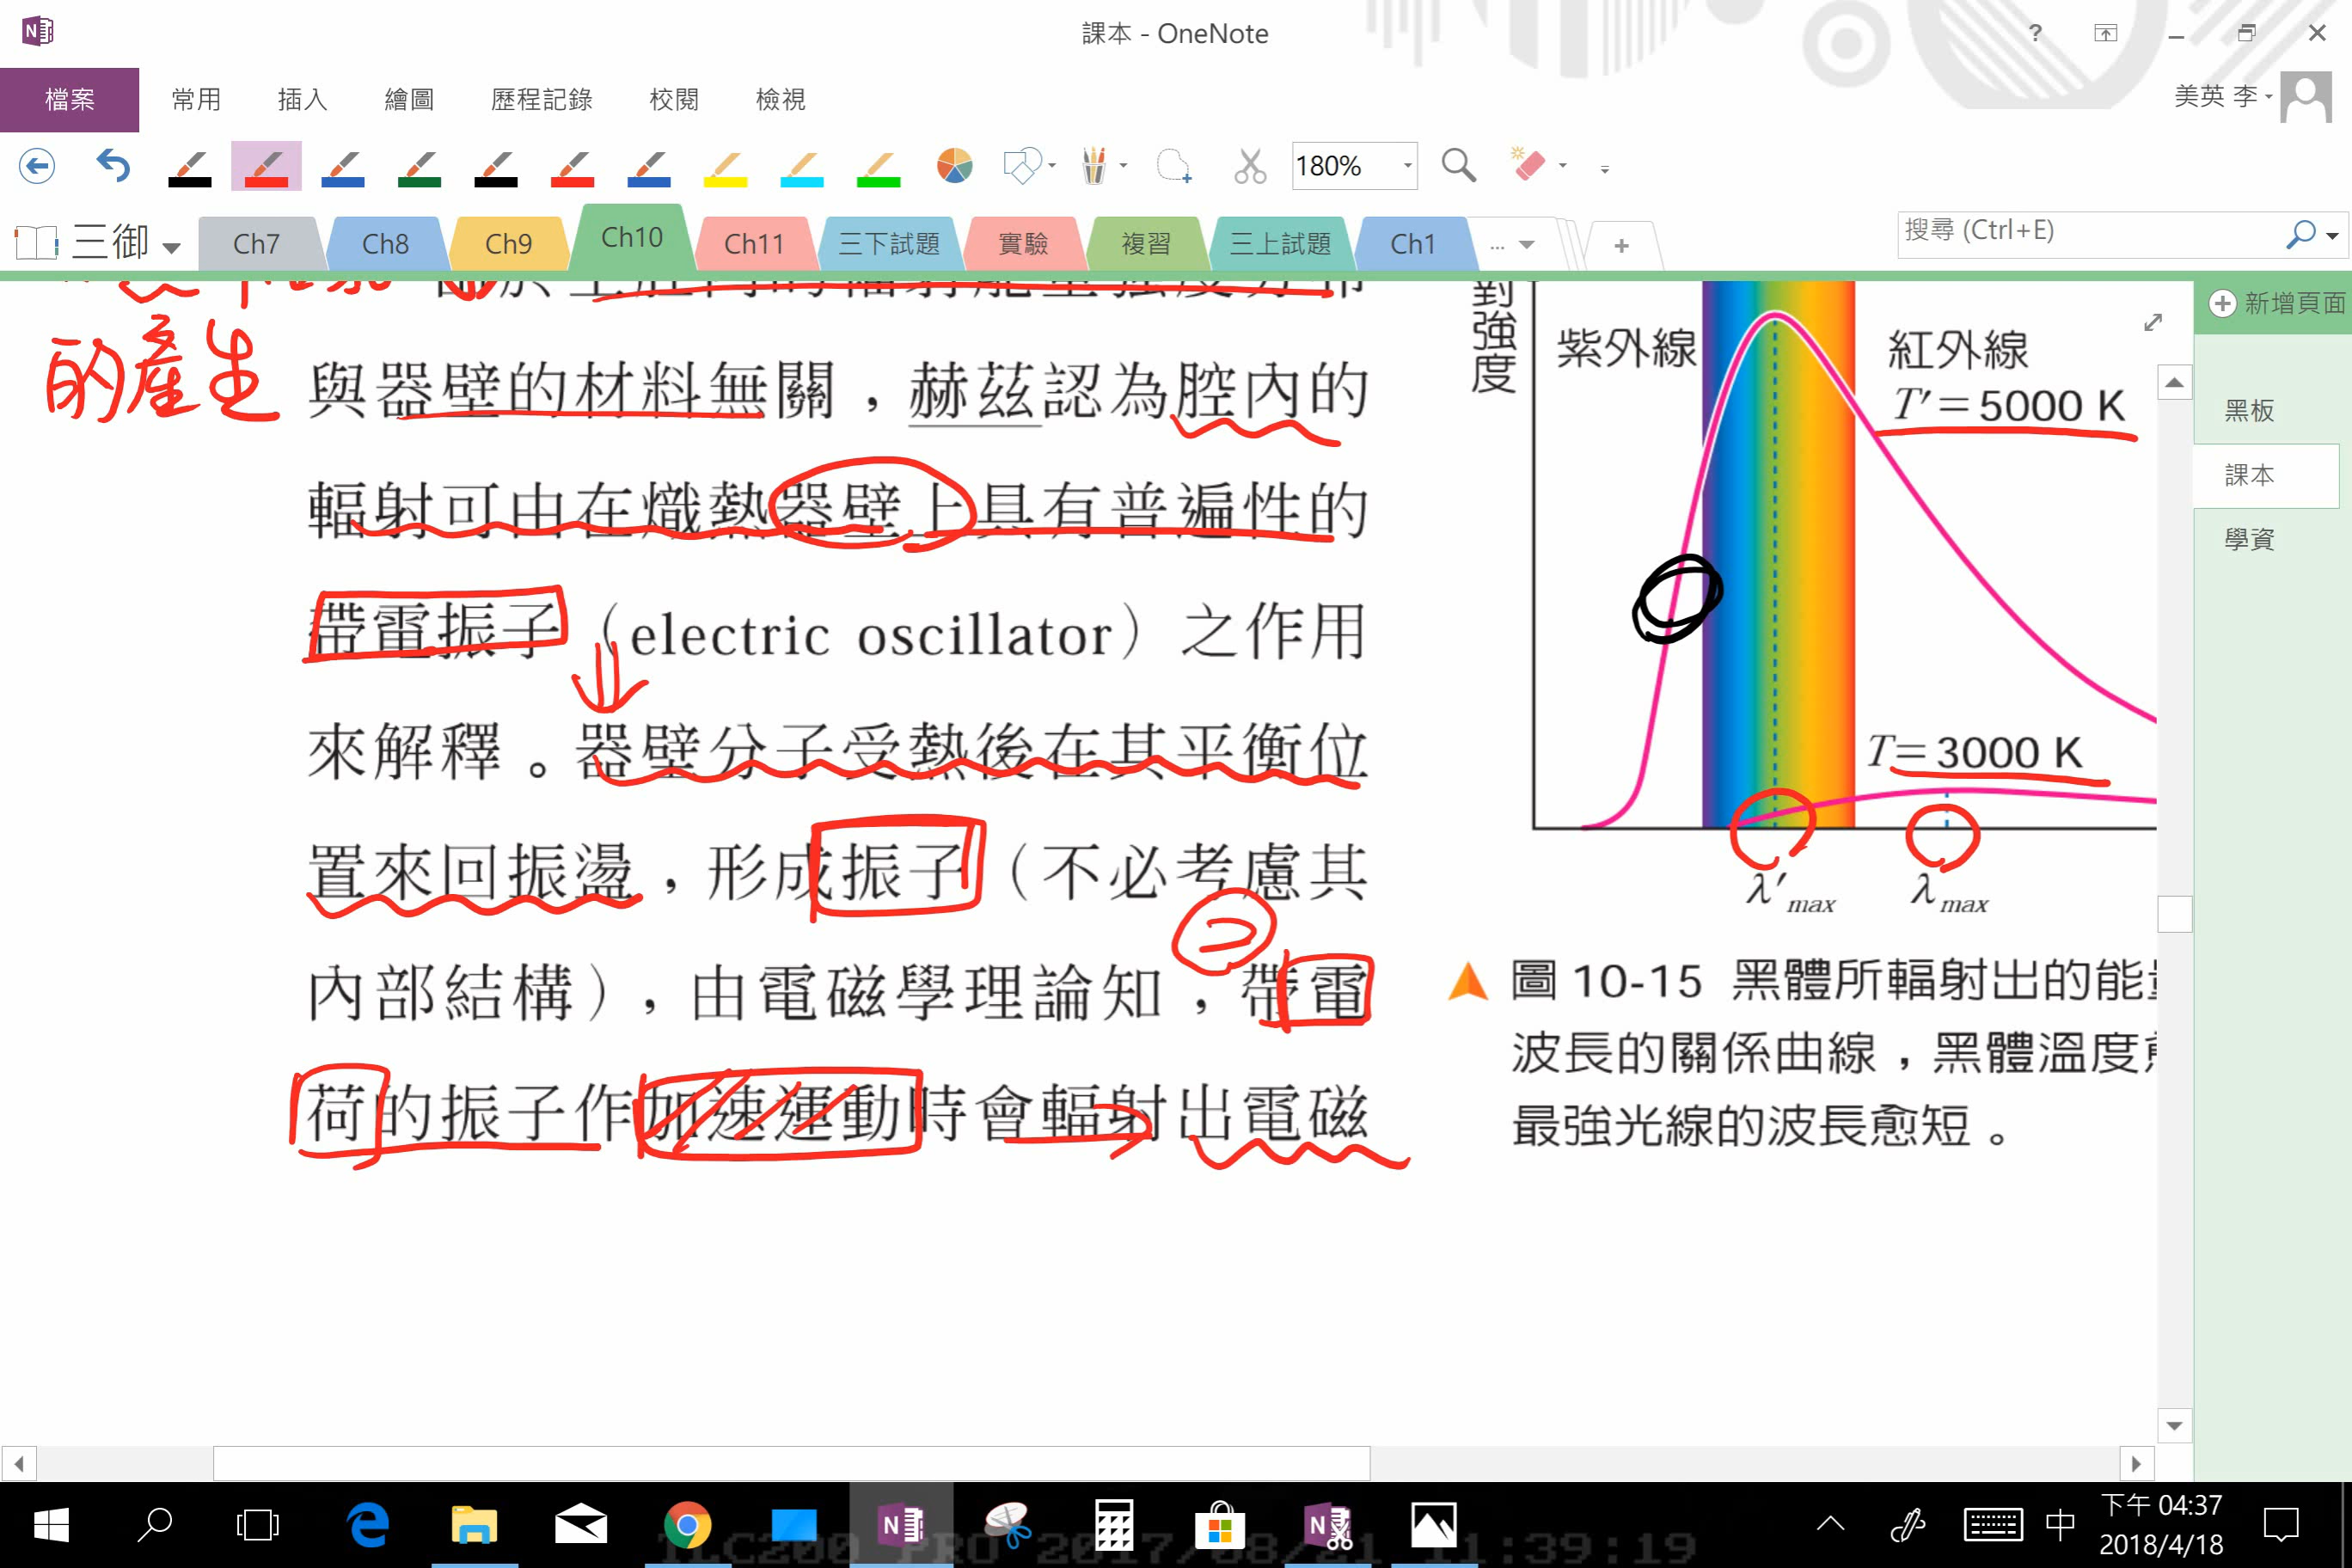 課本 - OneNote
?
美英 李
檔案
常用
插入
繪圖
歷程記錄
校閱
檢視
180%
三御
Ch7
Ch8
Ch9
Ch10
Ch11
三下試題
實驗
複習
三上試題
Ch1
...
+
搜尋 (Ctrl+E)
新增頁面
黑板
課本
學資
的產生
與器壁的材料無關，赫茲認為腔內的
輻射可由在熾熱器壁上具有普遍性的
帶電振子（electric oscillator）之作用
來解釋。器壁分子受熱後在其平衡位
置來回振盪，形成振子（不必考慮其
內部結構），由電磁學理論知，帶電
荷的振子作加速運動時會輻射出電磁
對強度
紫外線
紅外線
T′ = 5000 K
T = 3000 K
λ′max
λmax
圖 10-15 黑體所輻射出的能
波長的關係曲線，黑體溫度
最強光線的波長愈短。
中
下午 04:37
2018/4/18
PRO 2017/08/21 11:39:19